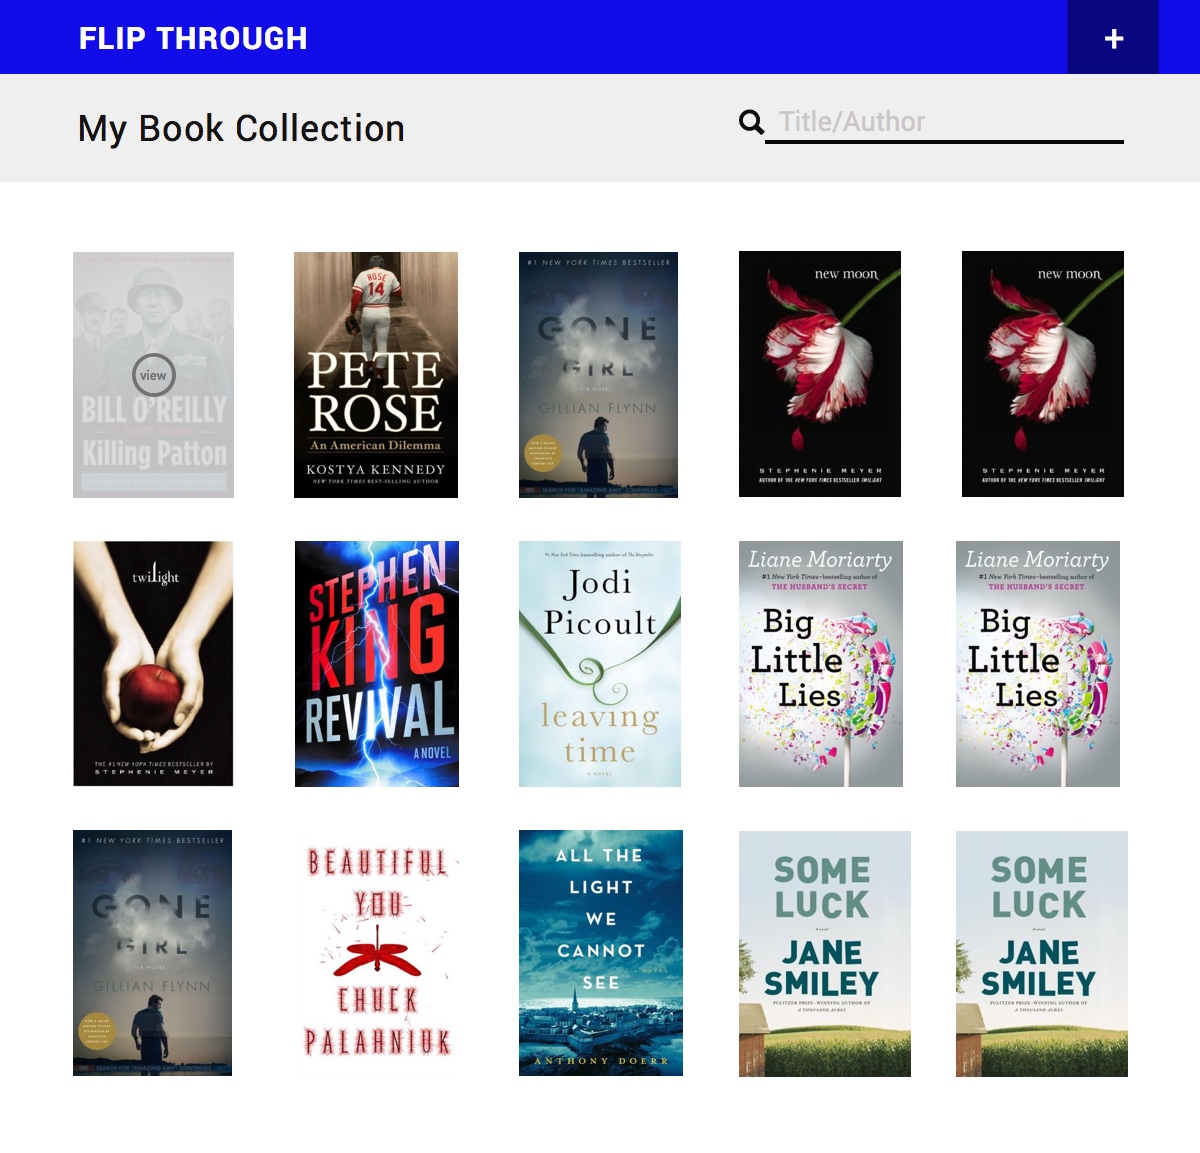 FLIP THROUGH
+
My Book Collection
Title/Author
view
BILL O'REILLY
Killing Patton
ROSE
14
PETE
ROSE
An American Dilemma
KOSTYA KENNEDY
NEW YORK TIMES BEST-SELLING AUTHOR
#1 NEW YORK TIMES BESTSELLER
GONE
GIRL
A NOVEL
GILLIAN FLYNN
SEARCH FOR "AMAZING AMY" CONTINUES
new moon
STEPHENIE MEYER
AUTHOR OF THE NEW YORK TIMES BESTSELLER TWILIGHT
new moon
STEPHENIE MEYER
AUTHOR OF THE NEW YORK TIMES BESTSELLER TWILIGHT
twilight
THE #1 NEW YORK TIMES BESTSELLER BY
STEPHENIE MEYER
STEPHEN
KING
REVIVAL
A NOVEL
#1 New York Times bestselling author of The Storyteller
Jodi
Picoult
leaving
time
A NOVEL
Liane Moriarty
#1 New York Times–bestselling author of
THE HUSBAND'S SECRET
Big
Little
Lies
Liane Moriarty
#1 New York Times–bestselling author of
THE HUSBAND'S SECRET
Big
Little
Lies
#1 NEW YORK TIMES BESTSELLER
GONE
GIRL
A NOVEL
GILLIAN FLYNN
SEARCH FOR "AMAZING AMY" CONTINUES
BEAUTIFUL
YOU
CHUCK
PALAHNIUK
ALL THE
LIGHT
WE
CANNOT
SEE
A NOVEL
ANTHONY DOERR
SOME
LUCK
A novel
JANE
SMILEY
PULITZER PRIZE–WINNING AUTHOR OF
A THOUSAND ACRES
SOME
LUCK
A novel
JANE
SMILEY
PULITZER PRIZE–WINNING AUTHOR OF
A THOUSAND ACRES